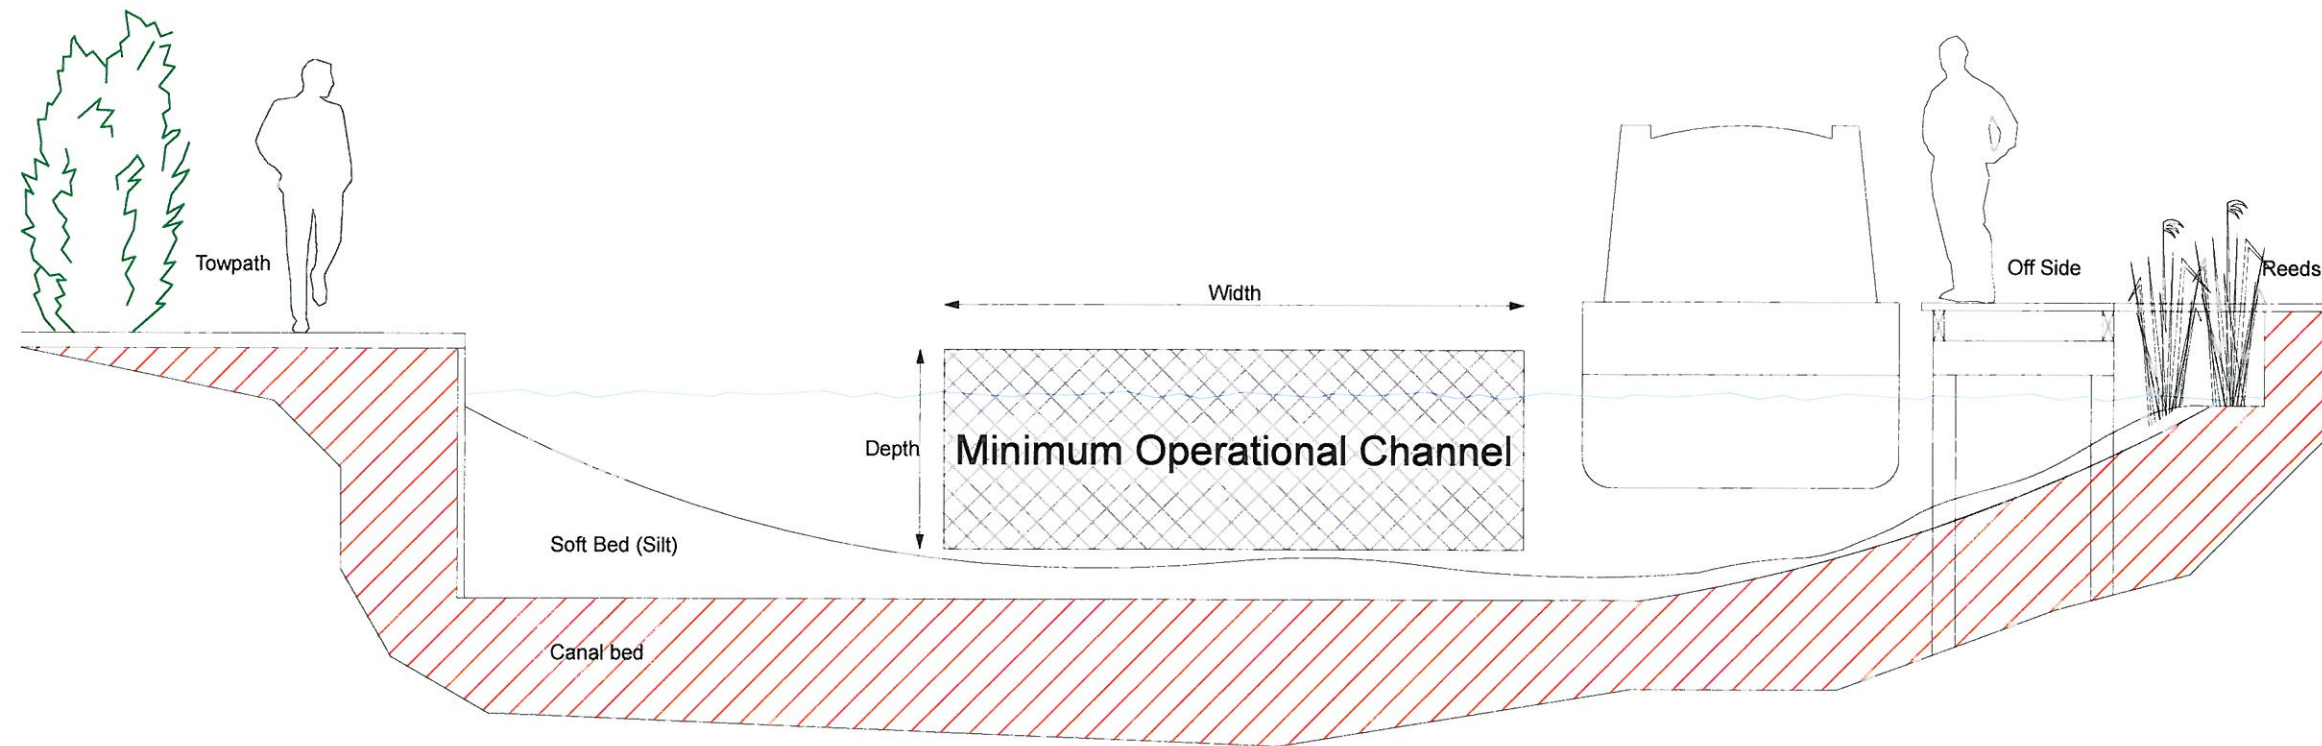 Towpath
Off Side
Reeds
Width
Depth
Minimum Operational Channel
Soft Bed (Silt)
Canal bed